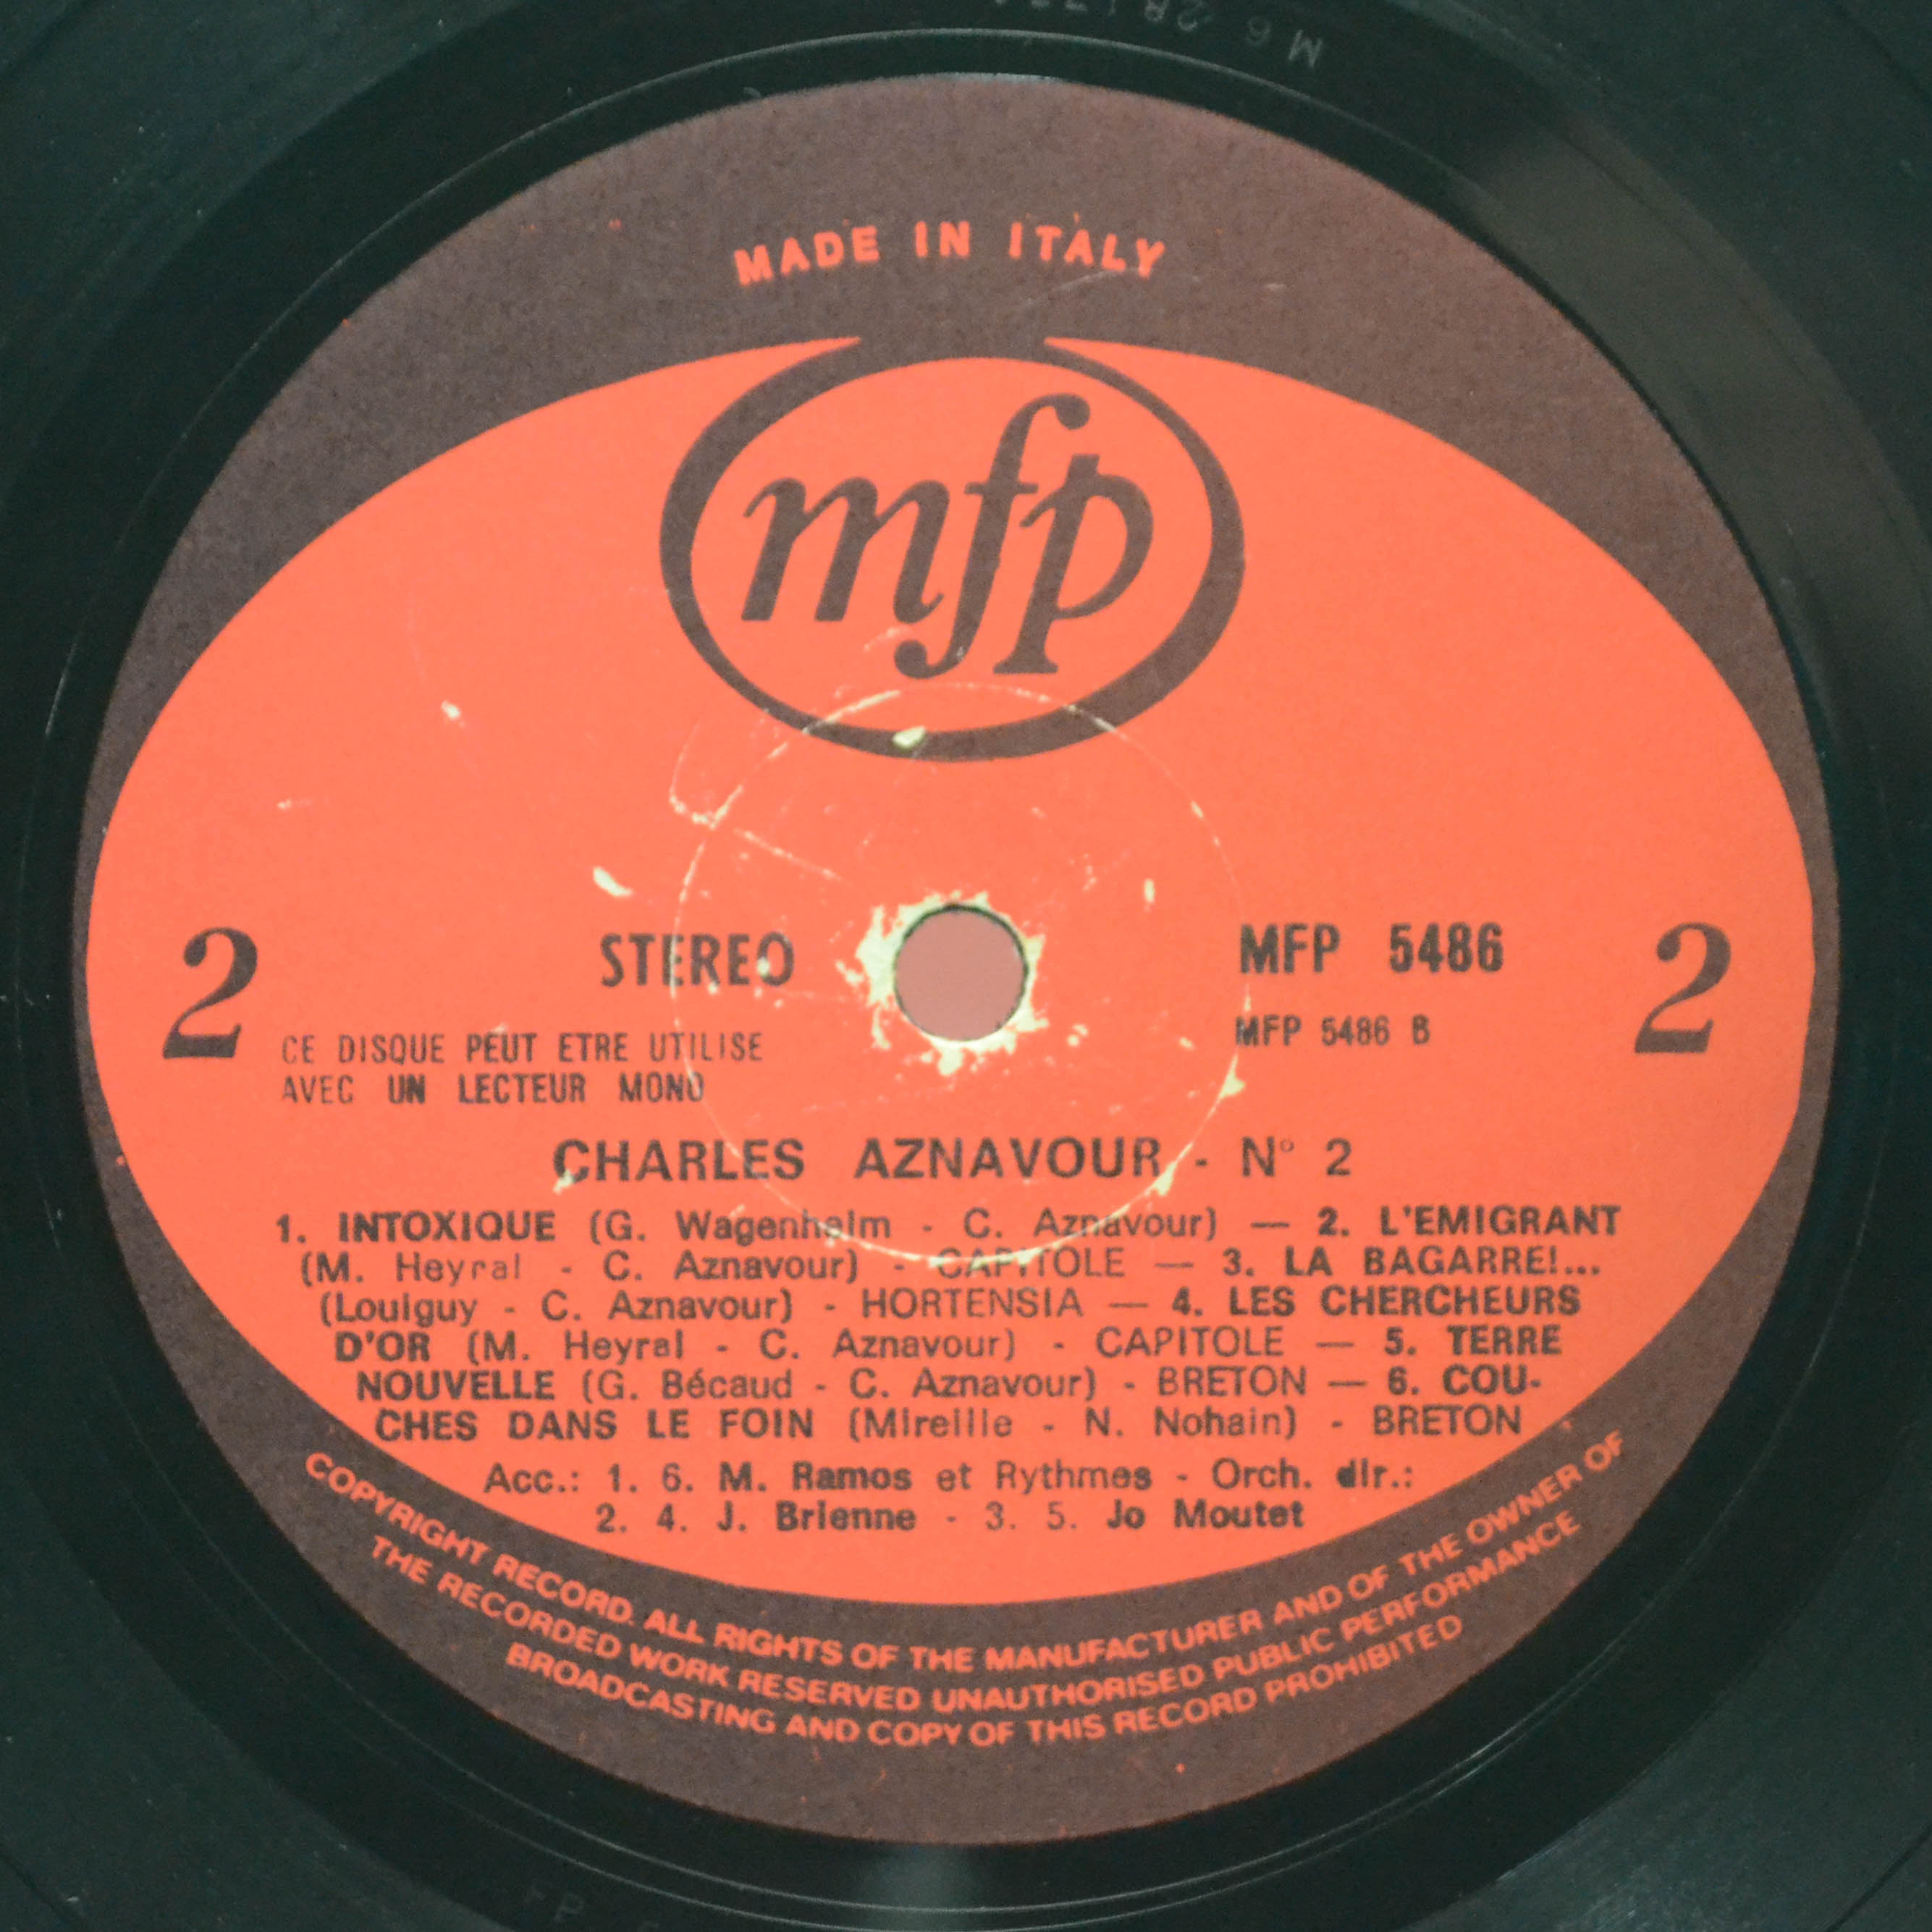 MADE IN ITALY
mfp
2 STEREO MFP 5486 2
MFP 5486 B
CE DISQUE PEUT ETRE UTILISE
AVEC UN LECTEUR MONO
CHARLES AZNAVOUR - N° 2
1. INTOXIQUE (G. Wagenheim - C. Aznavour) — 2. L'EMIGRANT
(M. Heyral - C. Aznavour) - CAPITOLE — 3. LA BAGARRE!...
(Louiguy - C. Aznavour) - HORTENSIA — 4. LES CHERCHEURS
D'OR (M. Heyral - C. Aznavour) - CAPITOLE — 5. TERRE
NOUVELLE (G. Bécaud - C. Aznavour) - BRETON — 6. COU-
CHES DANS LE FOIN (Mireille - N. Nohain) - BRETON
Acc.: 1. 6. M. Ramos et Rythmes - Orch. dir.:
2. 4. J. Brienne - 3. 5. Jo Moutet
COPYRIGHT RECORD. ALL RIGHTS OF THE MANUFACTURER AND OF THE OWNER OF
THE RECORDED WORK RESERVED UNAUTHORISED PUBLIC PERFORMANCE
BROADCASTING AND COPY OF THIS RECORD PROHIBITED